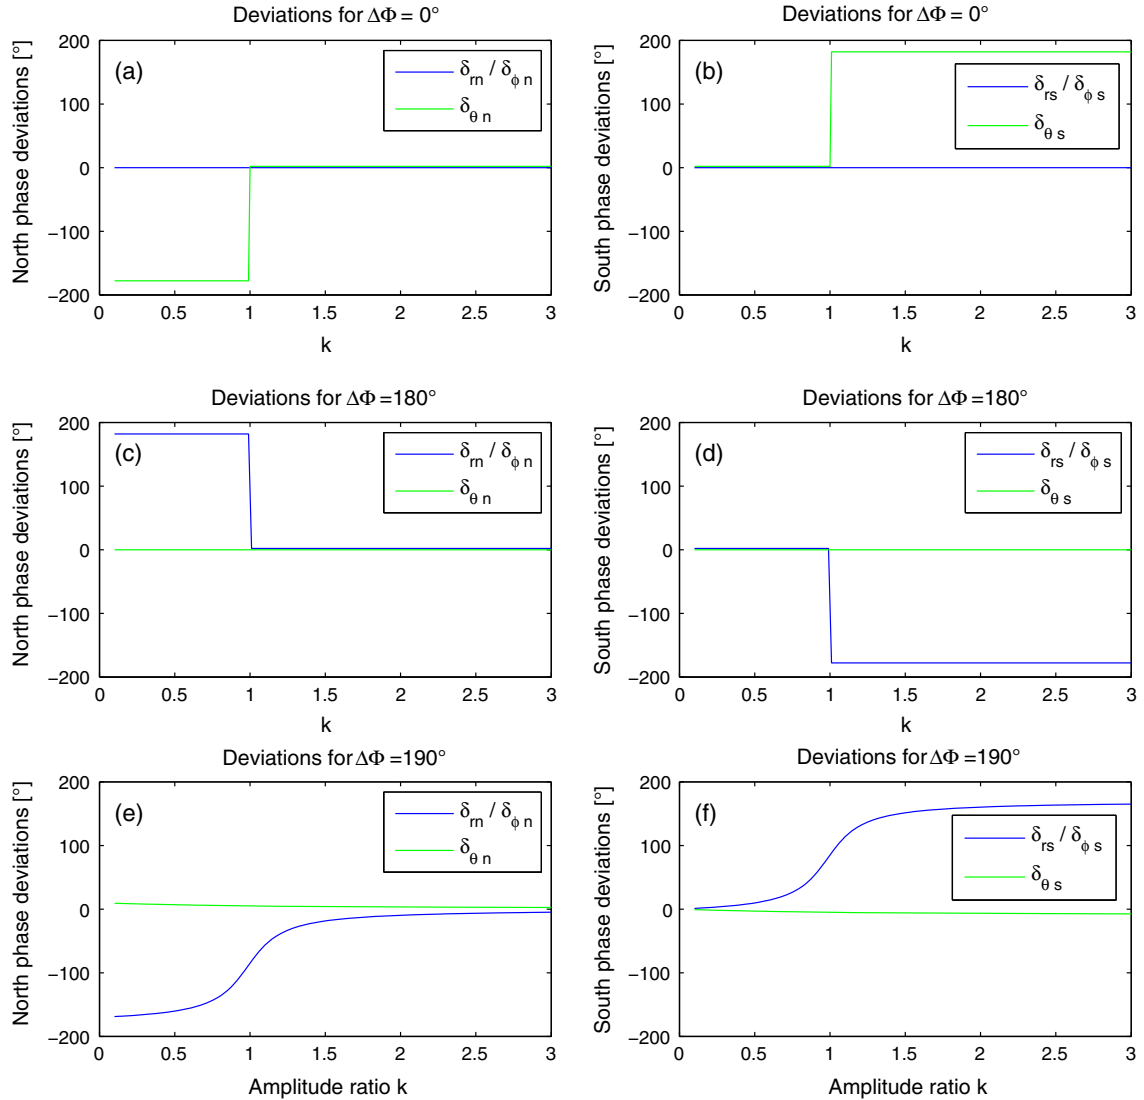 Deviations for ΔΦ = 0°
North phase deviations [°]
200
100
0
−100
−200
(a)
δrn / δϕ n
δθ n
0 0.5 1 1.5 2 2.5 3
k
Deviations for ΔΦ = 0°
South phase deviations [°]
200
100
0
−100
−200
(b)
δrs / δϕ s
δθ s
0 0.5 1 1.5 2 2.5 3
k
Deviations for ΔΦ =180°
North phase deviations [°]
200
100
0
−100
−200
(c)
δrn / δϕ n
δθ n
0 0.5 1 1.5 2 2.5 3
k
Deviations for ΔΦ =180°
South phase deviations [°]
200
100
0
−100
−200
(d)
δrs / δϕ s
δθ s
0 0.5 1 1.5 2 2.5 3
k
Deviations for ΔΦ =190°
North phase deviations [°]
200
100
0
−100
−200
(e)
δrn / δϕ n
δθ n
0 0.5 1 1.5 2 2.5 3
Amplitude ratio k
Deviations for ΔΦ =190°
South phase deviations [°]
200
100
0
−100
−200
(f)
δrs / δϕ s
δθ s
0 0.5 1 1.5 2 2.5 3
Amplitude ratio k